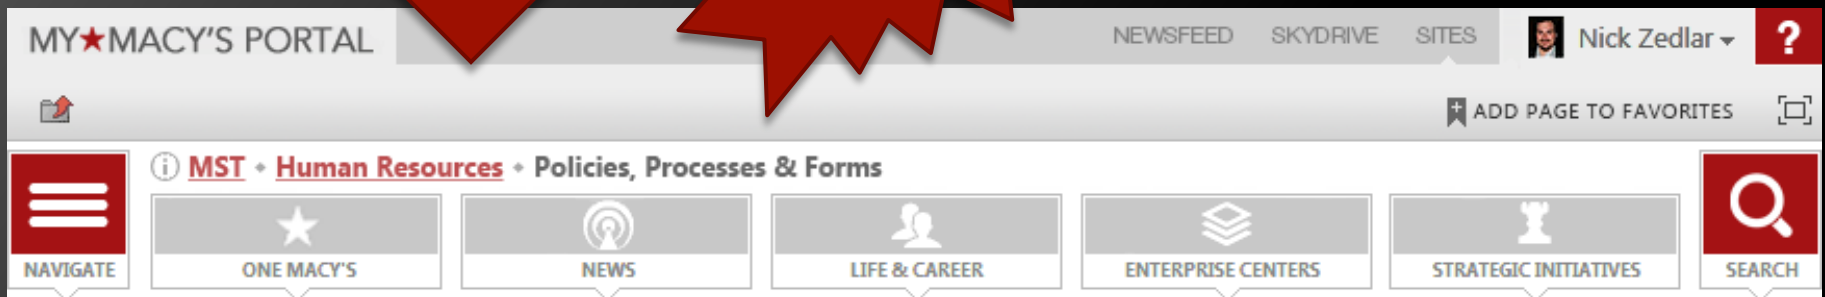 MY★MACY'S PORTAL
NEWSFEED SKYDRIVE SITES Nick Zedlar ?
ADD PAGE TO FAVORITES
MST • Human Resources • Policies, Processes & Forms
NAVIGATE ONE MACY'S NEWS LIFE & CAREER ENTERPRISE CENTERS STRATEGIC INITIATIVES SEARCH